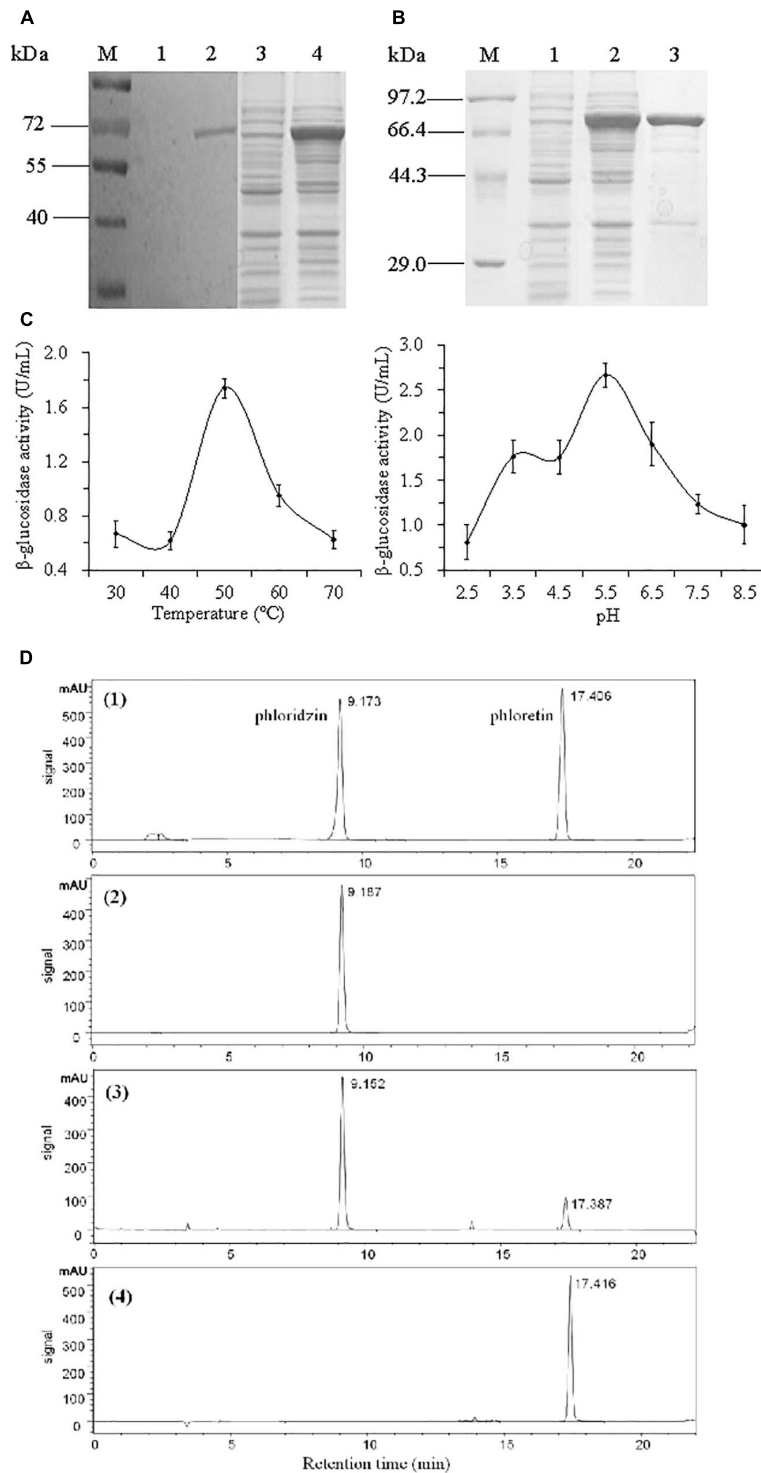 A
B
kDa M 1 2 3 4
72
55
40
kDa M 1 2 3
97.2
66.4
44.3
29.0
C
β-glucosidase activity (U/mL)
2.0
1.6
1.2
0.8
0.4
30 40 50 60 70
Temperature (°C)
β-glucosidase activity (U/mL)
3.0
2.5
2.0
1.5
1.0
0.5
2.5 3.5 4.5 5.5 6.5 7.5 8.5
pH
D
mAU
(1)
signal
500
400
300
200
100
0
phloridzin
9.173
phloretin
17.406
0 5 10 15 20
mAU
(2)
signal
400
300
200
100
0
9.187
0 5 10 15 20
mAU
(3)
signal
400
300
200
100
0
9.152
17.387
0 5 10 15 20
mAU
(4)
signal
500
400
300
200
100
0
17.416
0 5 10 15 20
Retention time (min)